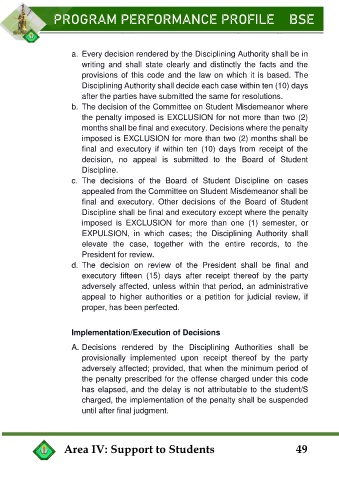 PROGRAM PERFORMANCE PROFILE BSE
a. Every decision rendered by the Disciplining Authority shall be in
writing and shall state clearly and distinctly the facts and the
provisions of this code and the law on which it is based. The
Disciplining Authority shall decide each case within ten (10) days
after the parties have submitted the same for resolutions.
b. The decision of the Committee on Student Misdemeanor where
the penalty imposed is EXCLUSION for not more than two (2)
months shall be final and executory. Decisions where the penalty
imposed is EXCLUSION for more than two (2) months shall be
final and executory if within ten (10) days from receipt of the
decision, no appeal is submitted to the Board of Student
Discipline.
c. The decisions of the Board of Student Discipline on cases
appealed from the Committee on Student Misdemeanor shall be
final and executory. Other decisions of the Board of Student
Discipline shall be final and executory except where the penalty
imposed is EXCLUSION for more than one (1) semester, or
EXPULSION, in which cases; the Disciplining Authority shall
elevate the case, together with the entire records, to the
President for review.
d. The decision on review of the President shall be final and
executory fifteen (15) days after receipt thereof by the party
adversely affected, unless within that period, an administrative
appeal to higher authorities or a petition for judicial review, if
proper, has been perfected.
Implementation/Execution of Decisions
A. Decisions rendered by the Disciplining Authorities shall be
provisionally implemented upon receipt thereof by the party
adversely affected; provided, that when the minimum period of
the penalty prescribed for the offense charged under this code
has elapsed, and the delay is not attributable to the student/S
charged, the implementation of the penalty shall be suspended
until after final judgment.
Area IV: Support to Students 49